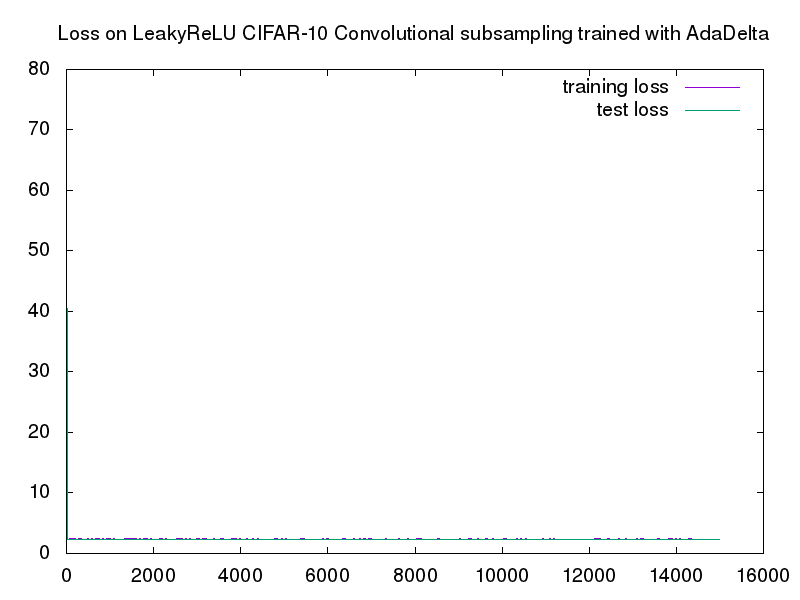 Loss on LeakyReLU CIFAR-10 Convolutional subsampling trained with AdaDelta
80
training loss
test loss
70
60
50
40
30
20
10
0
0 2000 4000 6000 8000 10000 12000 14000 16000